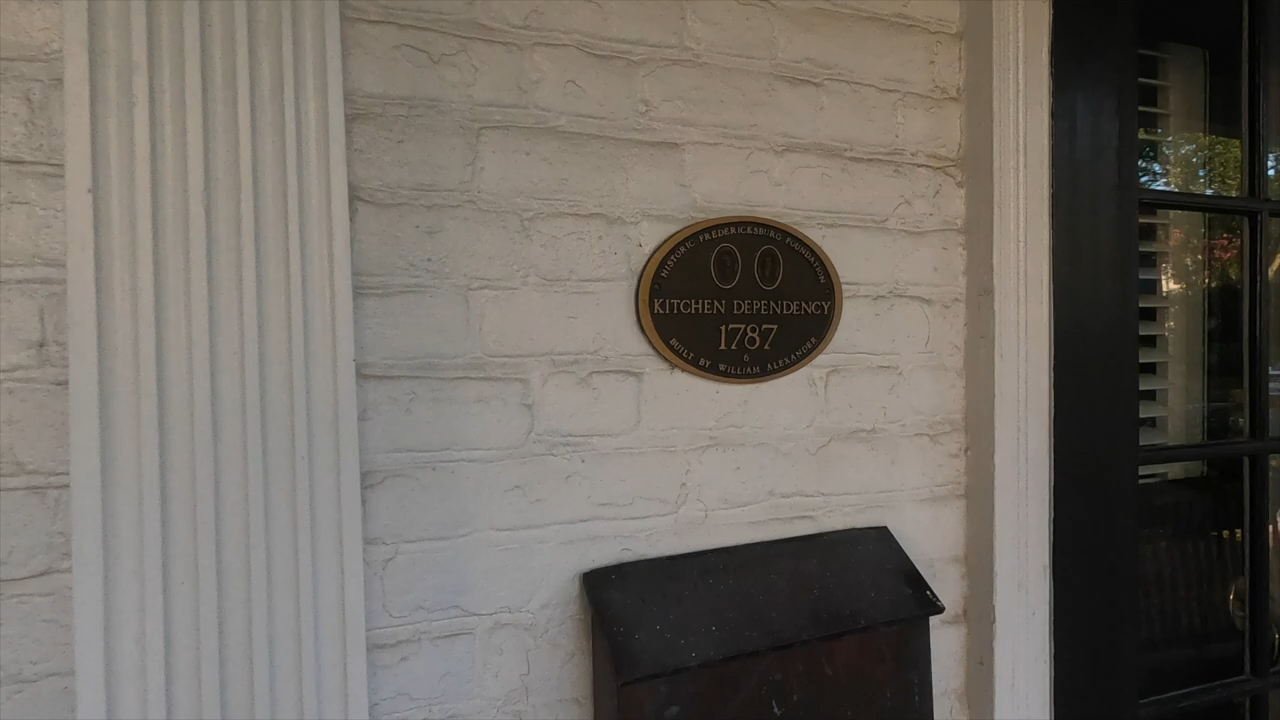 HISTORIC FREDERICKSBURG FOUNDATION
KITCHEN DEPENDENCY
1787
6
BUILT BY WILLIAM ALEXANDER